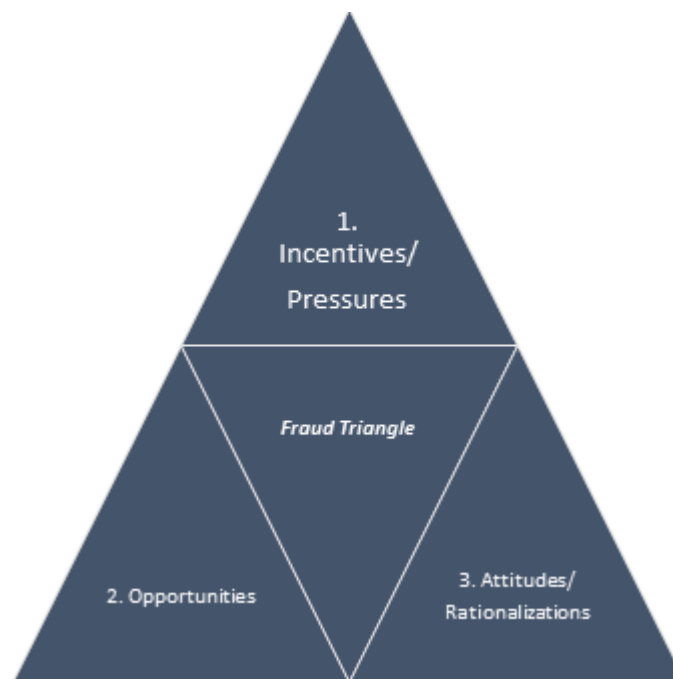 1.
Incentives/
Pressures
Fraud Triangle
2. Opportunities
3. Attitudes/
Rationalizations